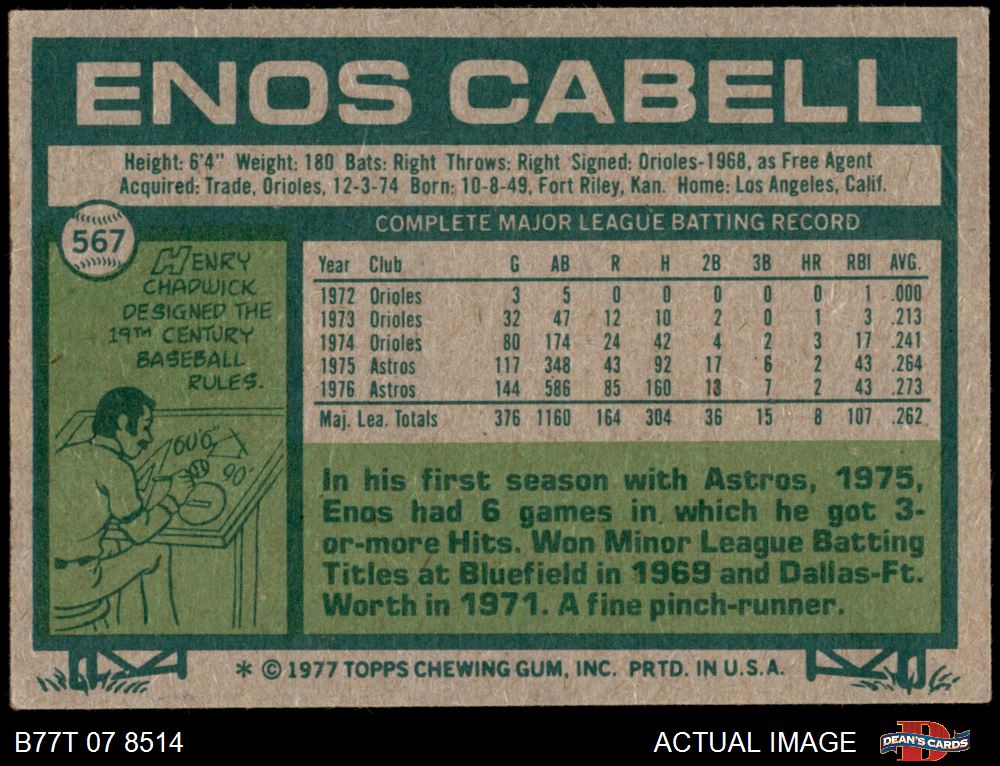 ENOS CABELL
Height: 6'4" Weight: 180 Bats: Right Throws: Right Signed: Orioles-1968, as Free Agent
Acquired: Trade, Orioles, 12-3-74 Born: 10-8-49, Fort Riley, Kan. Home: Los Angeles, Calif.
567
HENRY
CHADWICK
DESIGNED THE
19TH CENTURY
BASEBALL
RULES.
60'6"
90'
COMPLETE MAJOR LEAGUE BATTING RECORD
Year Club G AB R H 2B 3B HR RBI AVG.
1972 Orioles 3 5 0 0 0 0 0 1 .000
1973 Orioles 32 47 12 10 2 0 1 3 .213
1974 Orioles 80 174 24 42 4 2 3 17 .241
1975 Astros 117 348 43 92 17 6 2 43 .264
1976 Astros 144 586 85 160 13 7 2 43 .273
Maj. Lea. Totals 376 1160 164 304 36 15 8 107 .262
In his first season with Astros, 1975,
Enos had 6 games in which he got 3-
or-more Hits. Won Minor League Batting
Titles at Bluefield in 1969 and Dallas-Ft.
Worth in 1971. A fine pinch-runner.
* © 1977 TOPPS CHEWING GUM, INC. PRTD. IN U.S.A.
B77T 07 8514
ACTUAL IMAGE
D
DEAN'S CARDS